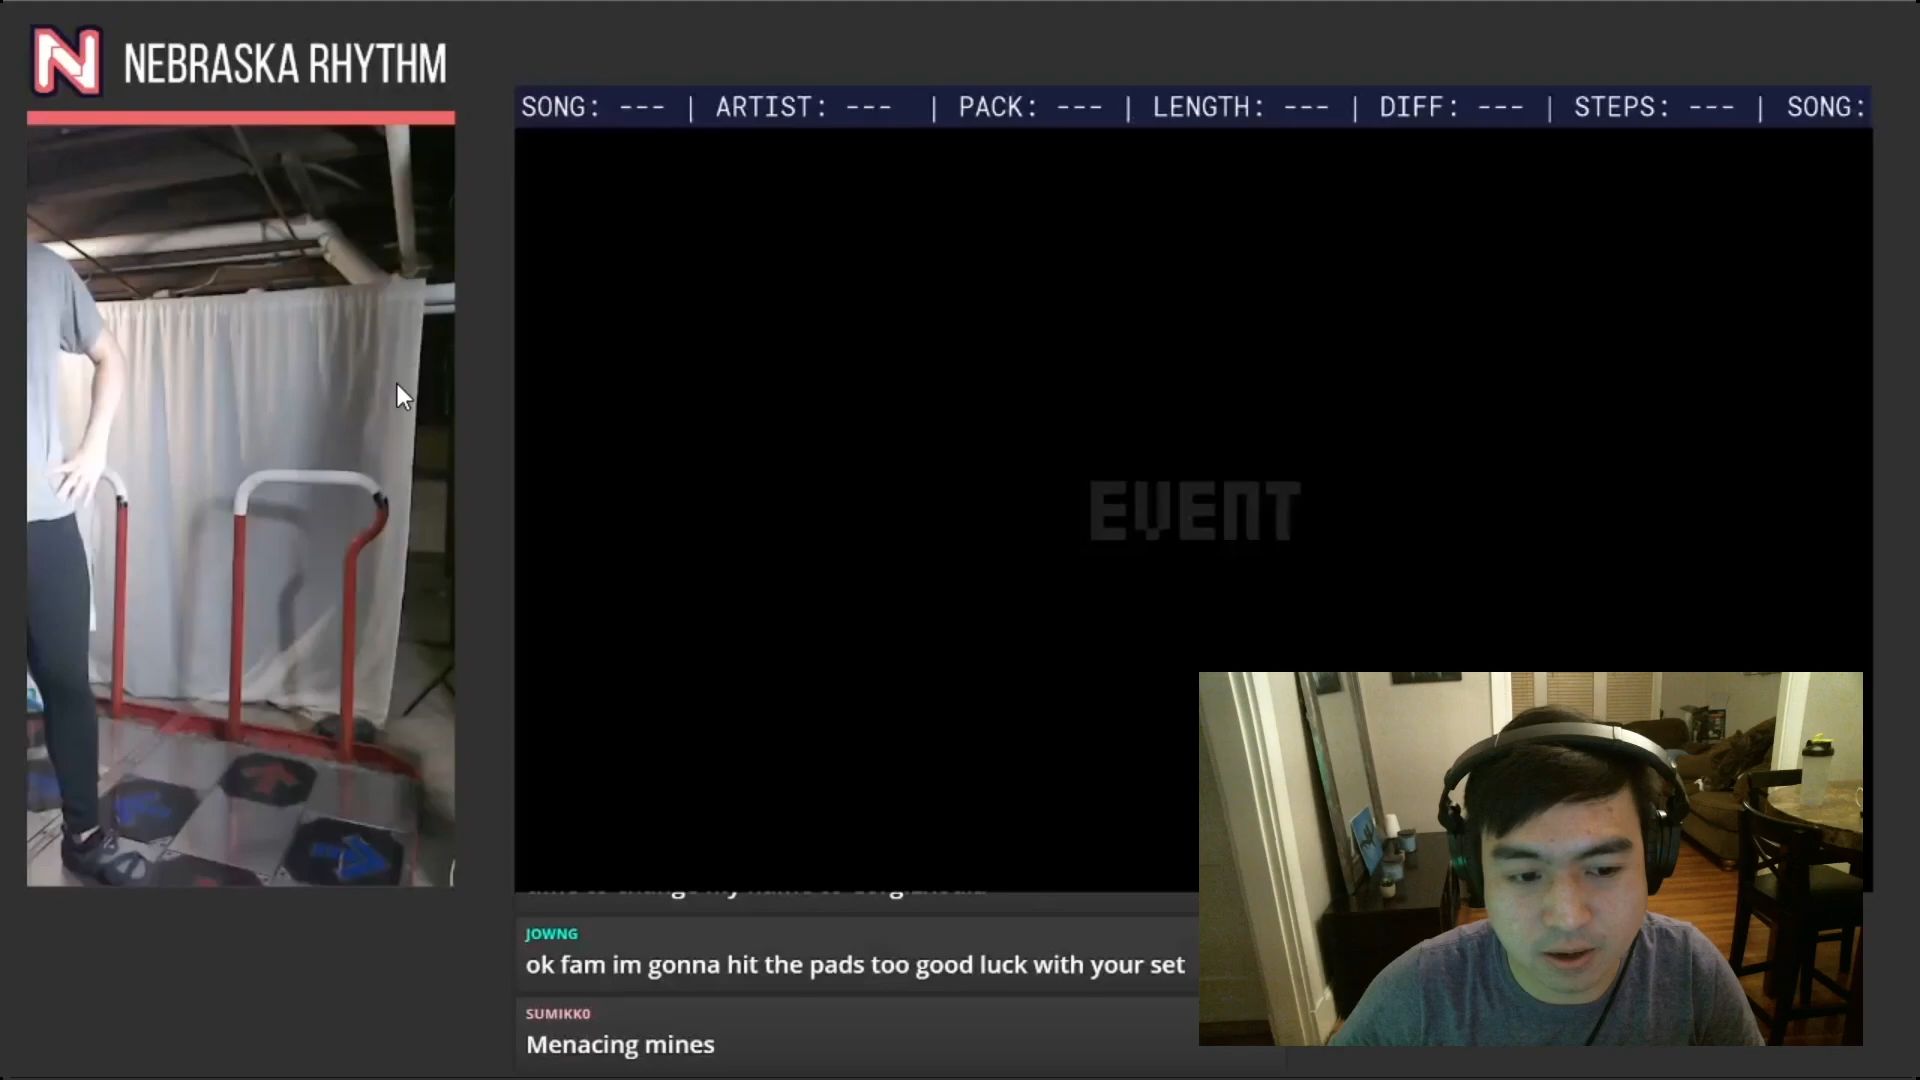 NEBRASKA RHYTHM
SONG: --- | ARTIST: --- | PACK: --- | LENGTH: --- | DIFF: --- | STEPS: --- | SONG:
EVENT
JOWNG
ok fam im gonna hit the pads too good luck with your set
SUMIKKO
Menacing mines